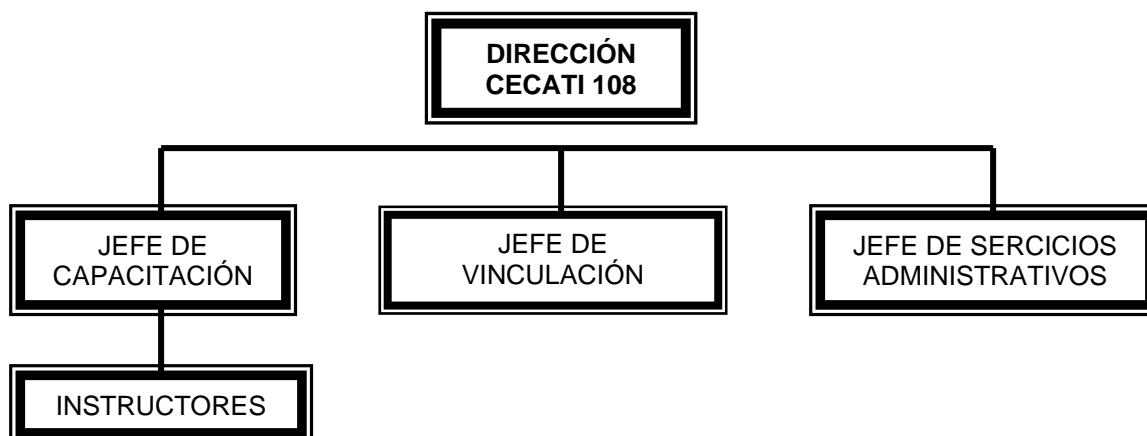 DIRECCIÓN
CECATI 108
JEFE DE
CAPACITACIÓN
JEFE DE
VINCULACIÓN
JEFE DE SERCICIOS
ADMINISTRATIVOS
INSTRUCTORES